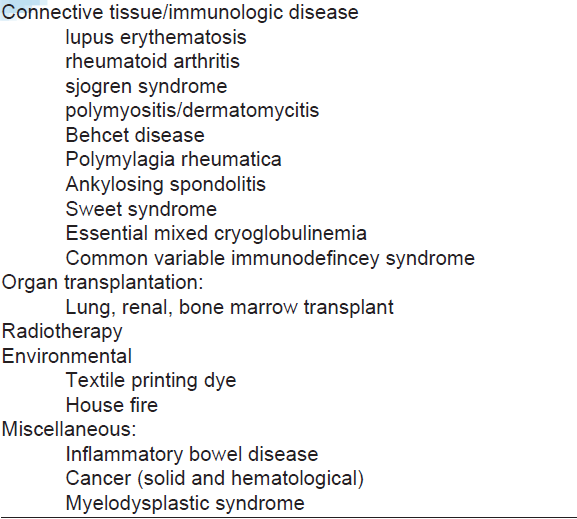 Connective tissue/immunologic disease
lupus erythematosis
rheumatoid arthritis
sjogren syndrome
polymyositis/dermatomycitis
Behcet disease
Polymylagia rheumatica
Ankylosing spondolitis
Sweet syndrome
Essential mixed cryoglobulinemia
Common variable immunodefincey syndrome
Organ transplantation:
Lung, renal, bone marrow transplant
Radiotherapy
Environmental
Textile printing dye
House fire
Miscellaneous:
Inflammatory bowel disease
Cancer (solid and hematological)
Myelodysplastic syndrome